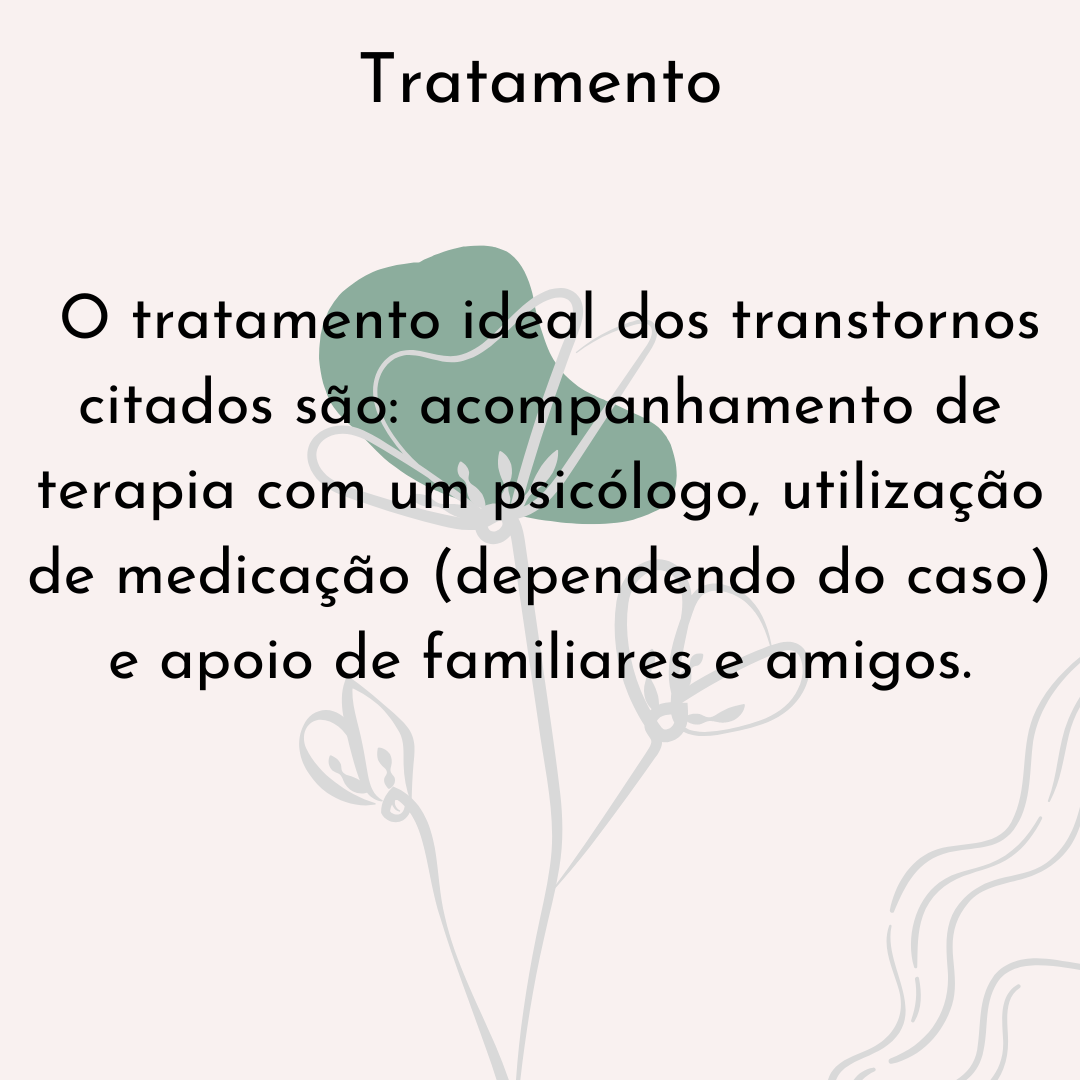 Tratamento
O tratamento ideal dos transtornos
citados são: acompanhamento de
terapia com um psicólogo, utilização
de medicação (dependendo do caso)
e apoio de familiares e amigos.